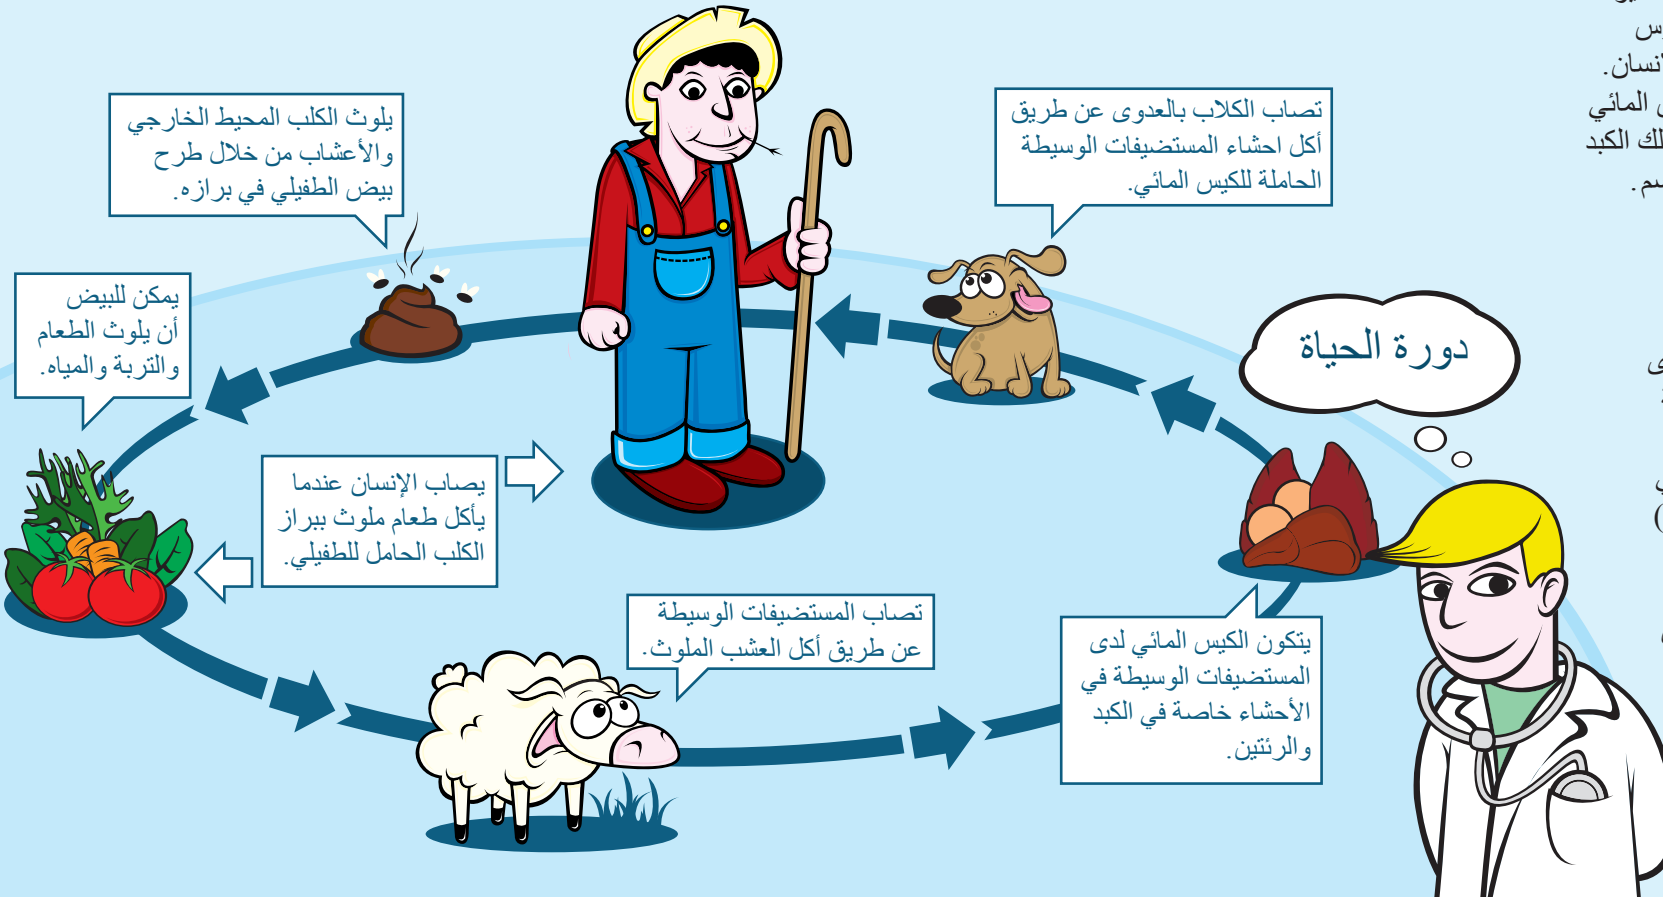 يلوث الكلب المحيط الخارجي
والأعشاب من خلال طرح
بيض الطفيلي في برازه.
تصاب الكلاب بالعدوى عن طريق
أكل احشاء المستضيفات الوسيطة
الحاملة للكيس المائي.
يمكن للبيض
أن يلوث الطعام
والتربة والمياه.
دورة الحياة
يصاب الإنسان عندما
يأكل طعام ملوث ببراز
الكلب الحامل للطفيلي.
تصاب المستضيفات الوسيطة
عن طريق أكل العشب الملوث.
يتكون الكيس المائي لدى
المستضيفات الوسيطة في
الأحشاء خاصة في الكبد
والرئتين.
المائي
الكبد